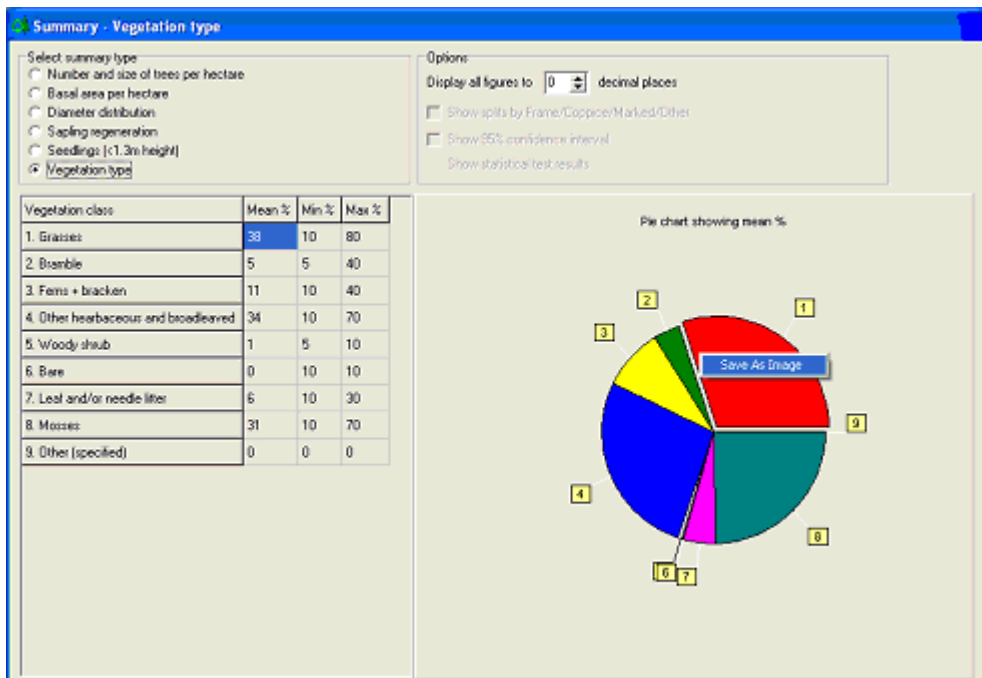 Summary - Vegetation type
Select summary type
Number and size of trees per hectare
Basal area per hectare
Diameter distribution
Sapling regeneration
Seedlings (<1.3m height)
Vegetation type
Options
Display all figures to 0 decimal places
Show splits by Frame/Coppice/Marked/Other
Show 95% confidence interval
Show statistical test results
Vegetation class Mean % Min % Max %
1. Grasses 38 10 80
2. Bramble 5 5 40
3. Ferns + bracken 11 10 40
4. Other hearbaceous and broadleaved 34 10 70
5. Woody shrub 1 5 10
6. Bare 0 10 10
7. Leaf and/or needle litter 6 10 30
8. Mosses 31 10 70
9. Other (specified) 0 0 0
Pie chart showing mean %
2
1
3
Save As Image
9
4
8
6
7